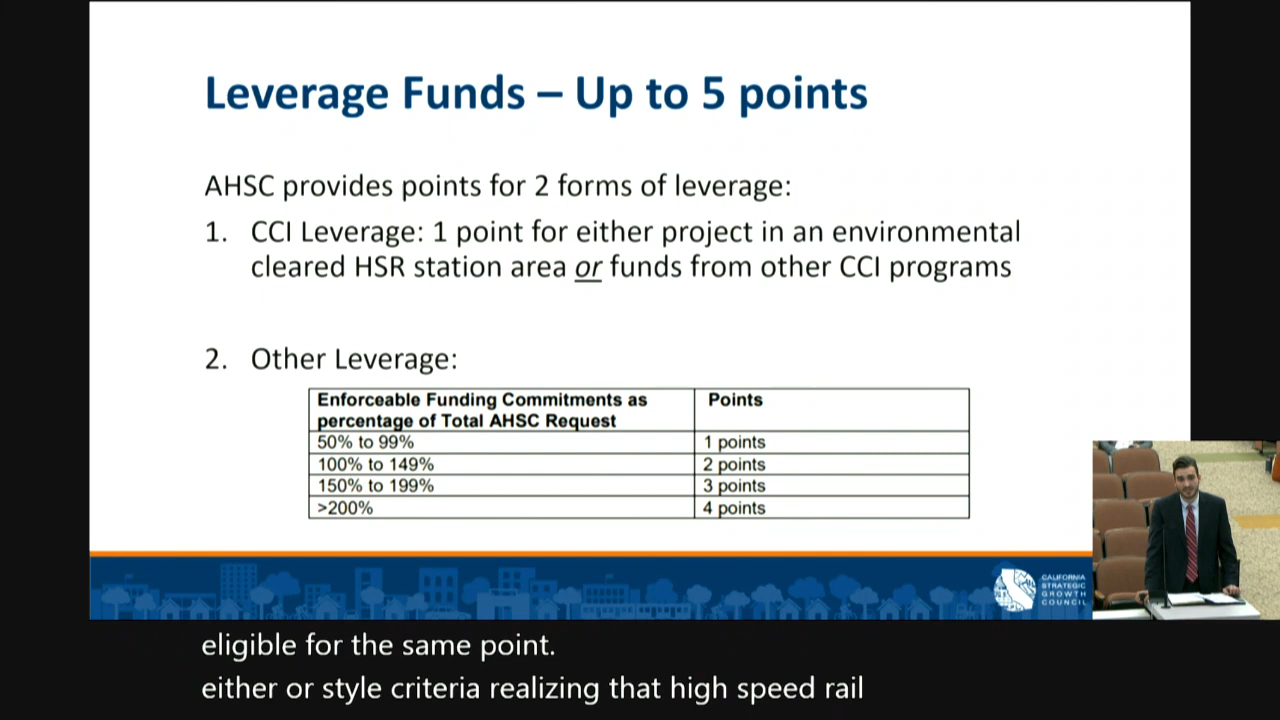 Leverage Funds – Up to 5 points
AHSC provides points for 2 forms of leverage:
1. CCI Leverage: 1 point for either project in an environmental
cleared HSR station area or funds from other CCI programs
2. Other Leverage:
Enforceable Funding Commitments as
percentage of Total AHSC Request
Points
50% to 99%
1 points
100% to 149%
2 points
150% to 199%
3 points
>200%
4 points
CALIFORNIA
STRATEGIC
GROWTH
COUNCIL
eligible for the same point.
either or style criteria realizing that high speed rail